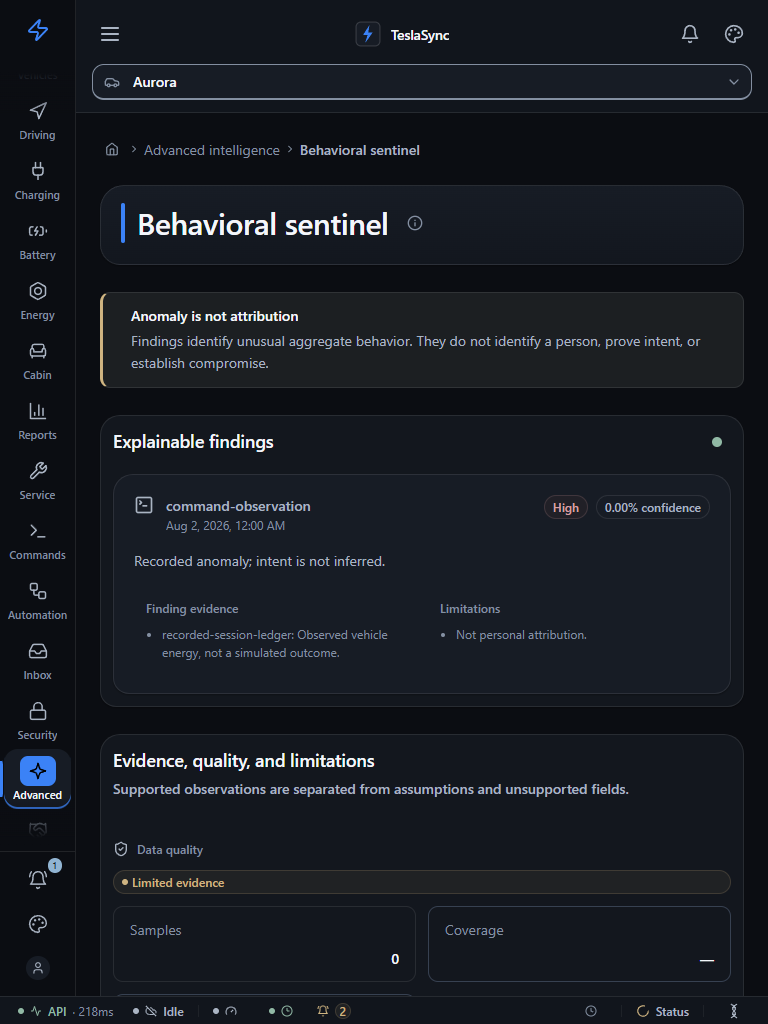 TeslaSync
Aurora
Driving
Charging
Battery
Energy
Cabin
Reports
Service
Commands
Automation
Inbox
Security
Advanced
1
Advanced intelligence
Behavioral sentinel
Behavioral sentinel
Anomaly is not attribution
Findings identify unusual aggregate behavior. They do not identify a person, prove intent, or
establish compromise.
Explainable findings
command-observation
High
0.00% confidence
Aug 2, 2026, 12:00 AM
Recorded anomaly; intent is not inferred.
Finding evidence
• recorded-session-ledger: Observed vehicle
energy, not a simulated outcome.
Limitations
• Not personal attribution.
Evidence, quality, and limitations
Supported observations are separated from assumptions and unsupported fields.
Data quality
Limited evidence
Samples
0
Coverage
—
API · 218ms
Idle
2
Status